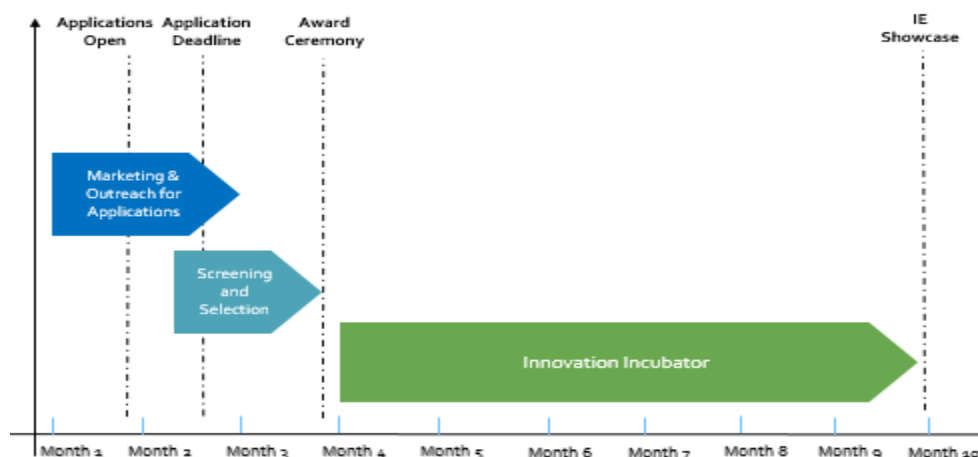 Applications
Open
Application
Deadline
Award
Ceremony
IE
Showcase
Marketing &
Outreach for
Applications
Screening
and
Selection
Innovation Incubator
Month 1
Month 2
Month 3
Month 4
Month 5
Month 6
Month 7
Month 8
Month 9
Month